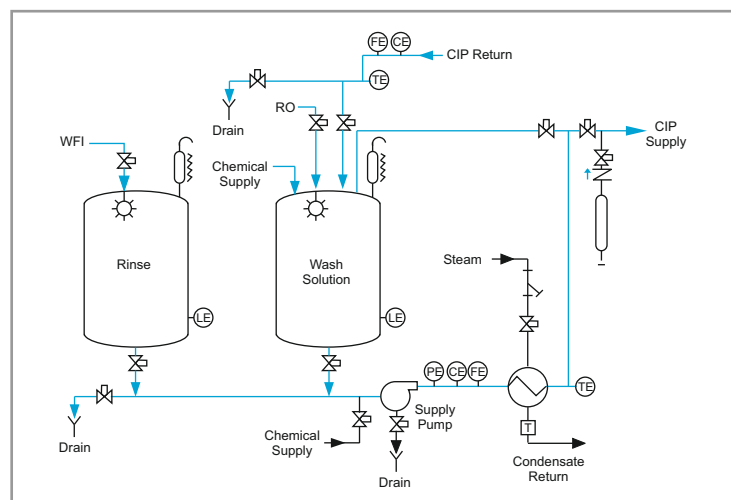 FE
CE
CIP Return
TE
Drain
RO
CIP
Supply
WFI
Chemical
Supply
Steam
Rinse
Wash
Solution
LE
LE
PE
CE
FE
TE
Supply
Pump
T
Drain
Chemical
Supply
Drain
Condensate
Return